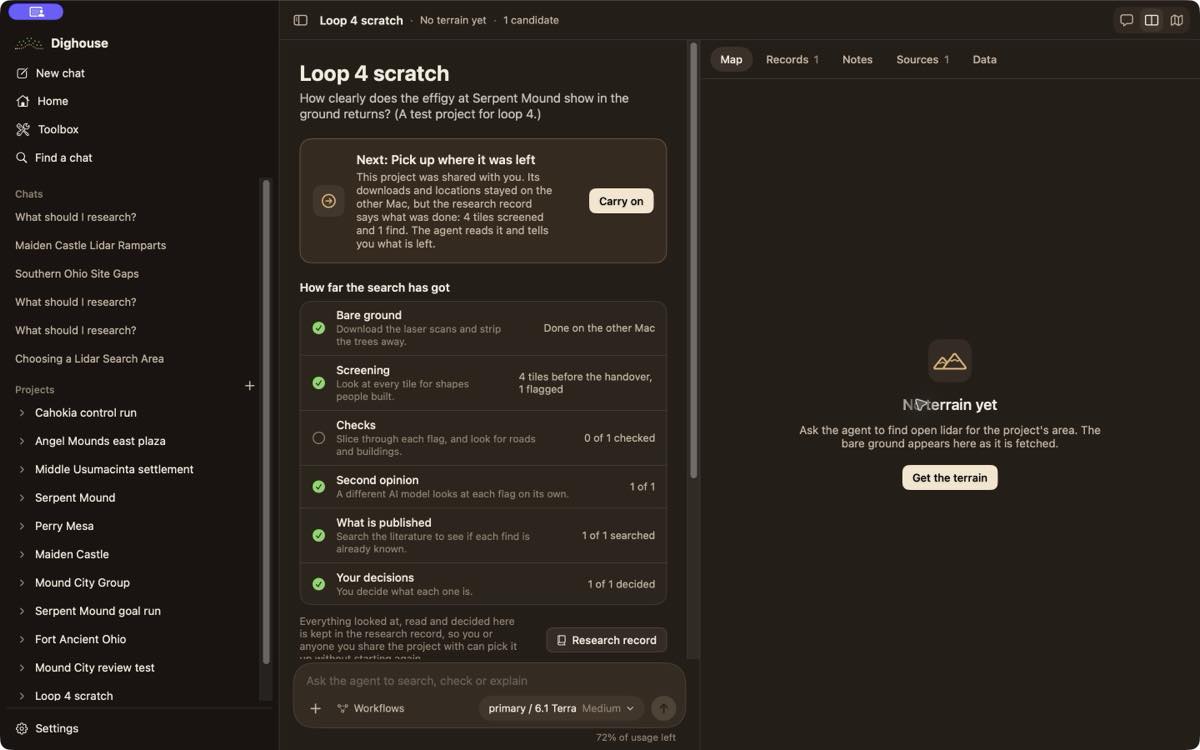 Dighouse
New chat
Home
Toolbox
Find a chat
Chats
What should I research?
Maiden Castle Lidar Ramparts
Southern Ohio Site Gaps
What should I research?
What should I research?
Choosing a Lidar Search Area
Projects
Cahokia control run
Angel Mounds east plaza
Middle Usumacinta settlement
Serpent Mound
Perry Mesa
Maiden Castle
Mound City Group
Serpent Mound goal run
Fort Ancient Ohio
Mound City review test
Loop 4 scratch
Settings
Loop 4 scratch · No terrain yet · 1 candidate
Loop 4 scratch
How clearly does the effigy at Serpent Mound show in the
ground returns? (A test project for loop 4.)
Next: Pick up where it was left
This project was shared with you. Its
downloads and locations stayed on the
other Mac, but the research record
says what was done: 4 tiles screened
and 1 find. The agent reads it and tells
you what is left.
Carry on
How far the search has got
Bare ground
Download the laser scans and strip
the trees away.
Done on the other Mac
Screening
Look at every tile for shapes
people built.
4 tiles before the handover,
1 flagged
Checks
Slice through each flag, and look for roads
and buildings.
0 of 1 checked
Second opinion
A different AI model looks at each flag on its own.
1 of 1
What is published
Search the literature to see if each find is
already known.
1 of 1 searched
Your decisions
You decide what each one is.
1 of 1 decided
Everything looked at, read and decided here
is kept in the research record, so you or
anyone you share the project with can pick it
up without starting again.
Research record
Ask the agent to search, check or explain
Workflows
primary / 6.1 Terra Medium
72% of usage left
Map
Records 1
Notes
Sources 1
Data
No terrain yet
Ask the agent to find open lidar for the project's area. The
bare ground appears here as it is fetched.
Get the terrain